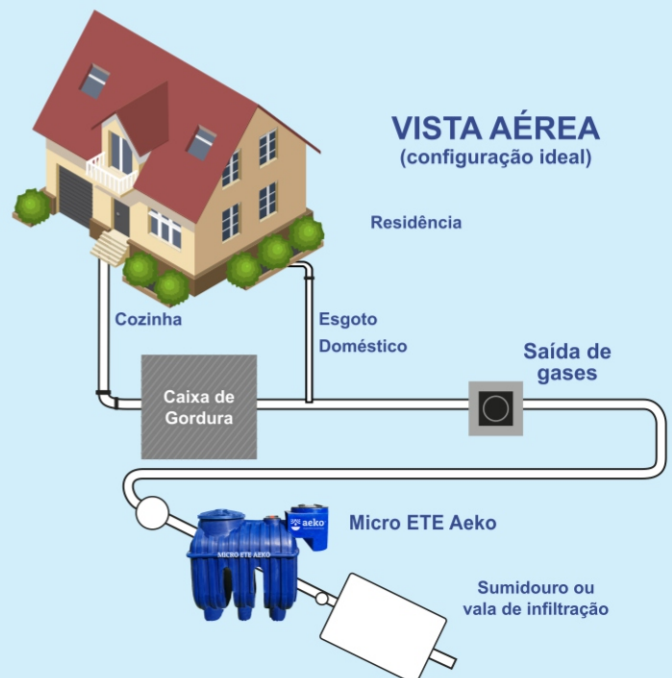 VISTA AÉREA
(configuração ideal)
Residência
Cozinha
Esgoto
Doméstico
Saída de
gases
Caixa de
Gordura
aeko
MICRO ETE AEKO
Micro ETE Aeko
Sumidouro ou
vala de infiltração